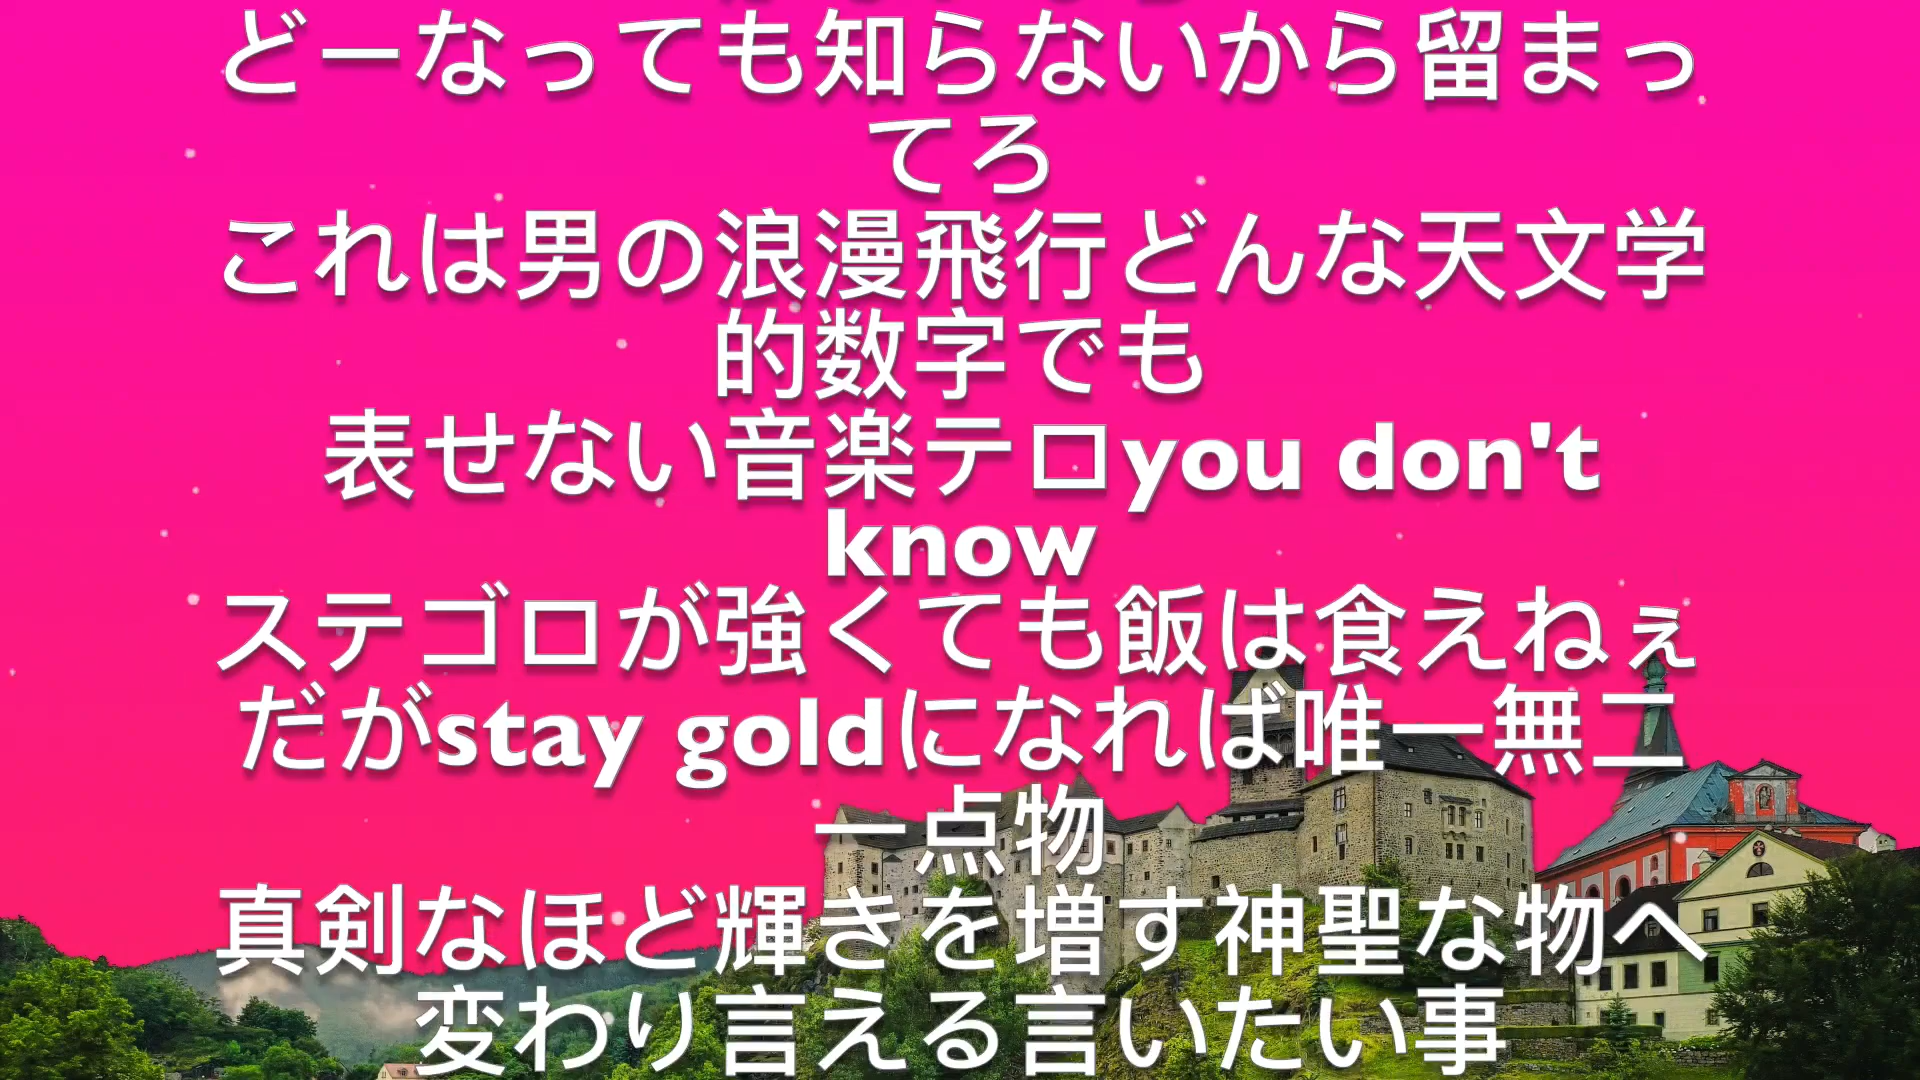 どーなっても知らないから留まっ
てろ
これは男の浪漫飛行どんな天文学
的数字でも
表せない音楽テロyou don't
know
ステゴロが強くても飯は食えねぇ
だがstay goldになれば唯一無二
一点物
真剣なほど輝きを増す神聖な物へ
変わり言える言いたい事